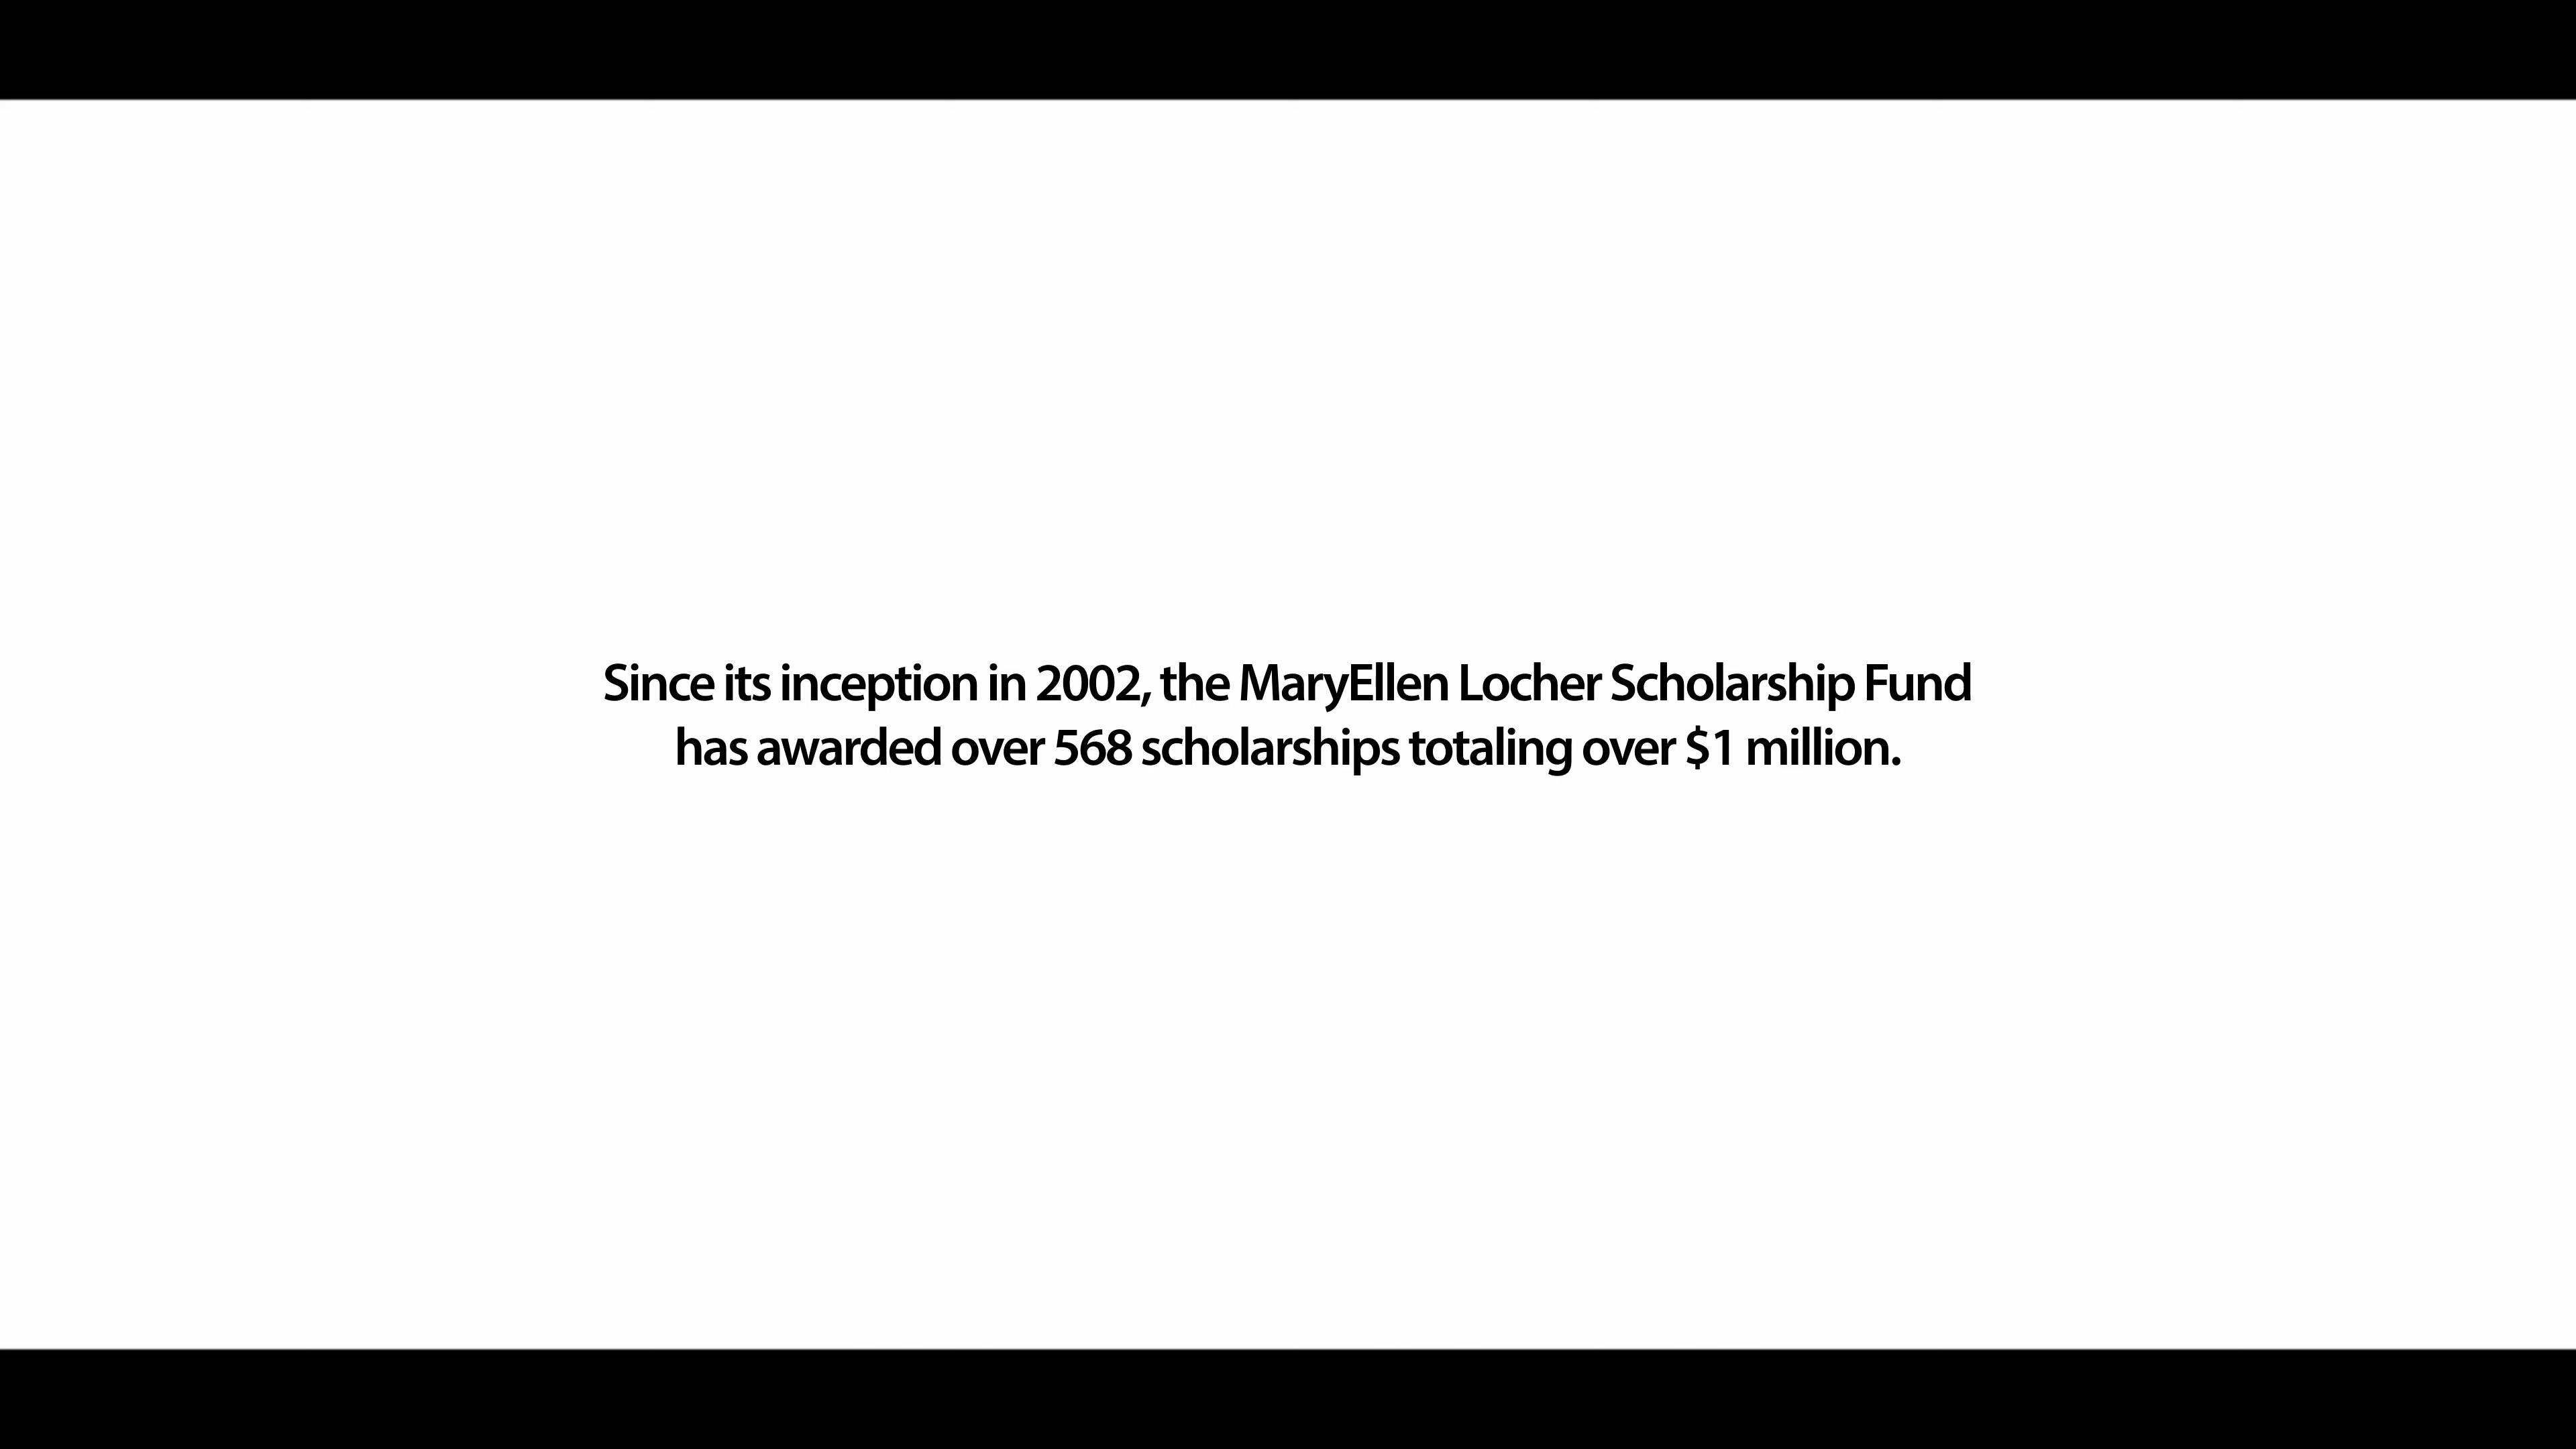 Since its inception in 2002, the MaryEllen Locher Scholarship Fund
has awarded over 568 scholarships totaling over $1 million.